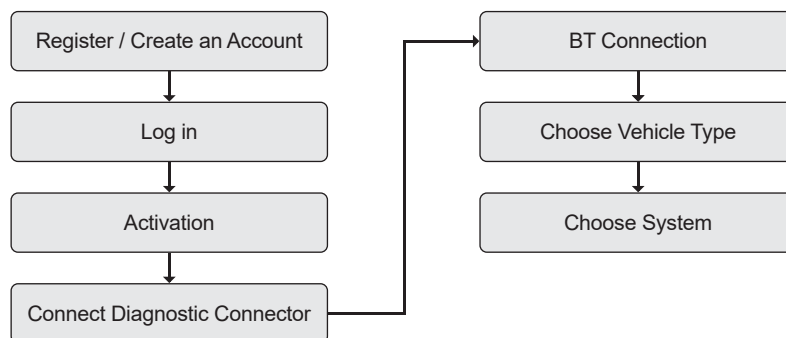 Register / Create an Account
Log in
Activation
Connect Diagnostic Connector
BT Connection
Choose Vehicle Type
Choose System